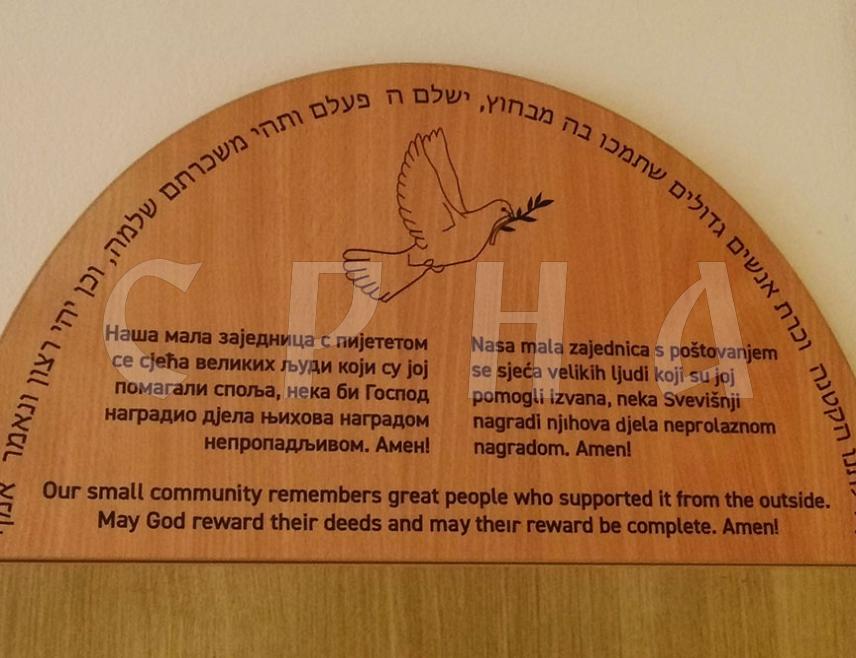 הקטנה וכרת אנשים גדולים שתמכו בה מבחוץ, ישלם ה פעלם ותהי משכרתם שלמה, וכן יהי רצון ונאמר אמן
СРНА
Наша мала заједница с пијететом
се сјећа великих људи који су јој
помагали споља, нека би Господ
наградио дјела њихова наградом
непропадљивом. Амен!
Nasa mala zajednica s poštovanjem
se sjeća velikih ljudi koji su joj
pomogli izvana, neka Svevišnji
nagradi njihova djela neprolaznom
nagradom. Amen!
Our small community remembers great people who supported it from the outside.
May God reward their deeds and may their reward be complete. Amen!